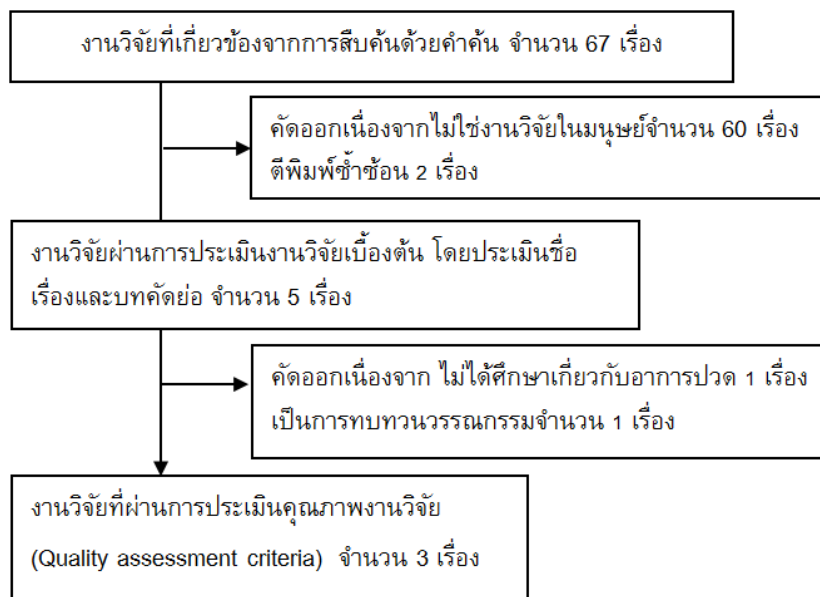 งานวิจัยที่เกี่ยวข้องจากการสืบค้นด้วยคำค้น จำนวน 67 เรื่อง
คัดออกเนื่องจากไม่ใช่งานวิจัยในมนุษย์จำนวน 60 เรื่อง
ตีพิมพ์ซ้ำซ้อน 2 เรื่อง
งานวิจัยผ่านการประเมินงานวิจัยเบื้องต้น โดยประเมินชื่อ
เรื่องและบทคัดย่อ จำนวน 5 เรื่อง
คัดออกเนื่องจาก ไม่ได้ศึกษาเกี่ยวกับอาการปวด 1 เรื่อง
เป็นการทบทวนวรรณกรรมจำนวน 1 เรื่อง
งานวิจัยที่ผ่านการประเมินคุณภาพงานวิจัย
(Quality assessment criteria) จำนวน 3 เรื่อง